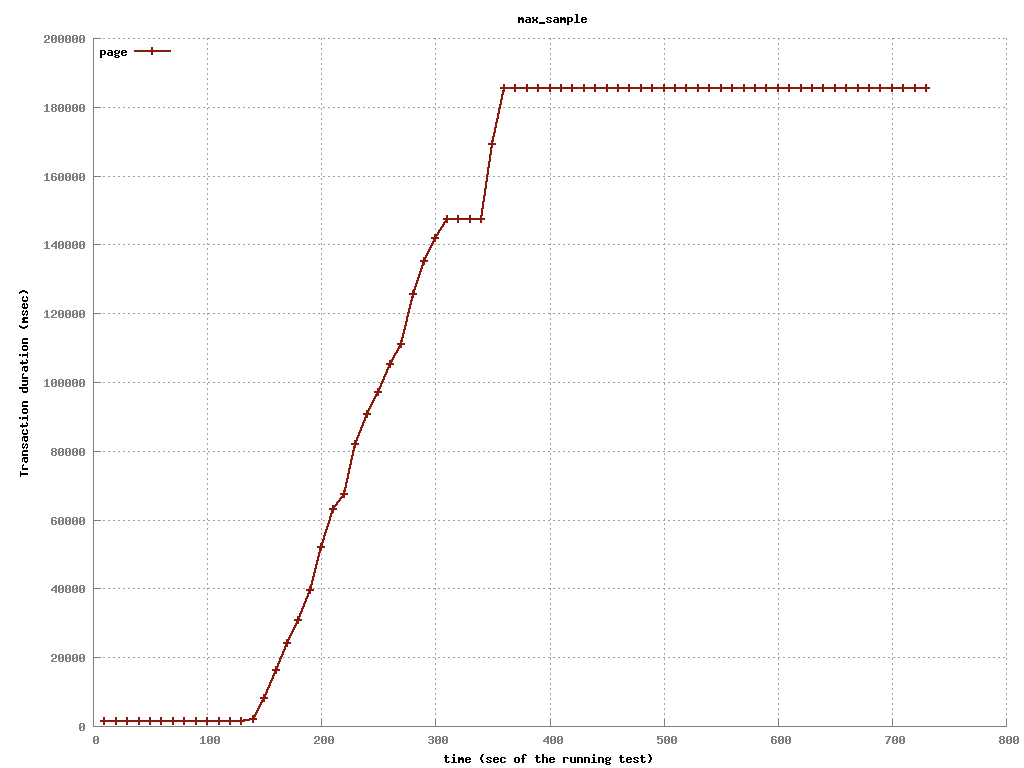 max_sample
page
200000
180000
160000
140000
120000
100000
80000
60000
40000
20000
0
Transaction duration (msec)
0 100 200 300 400 500 600 700 800
time (sec of the running test)